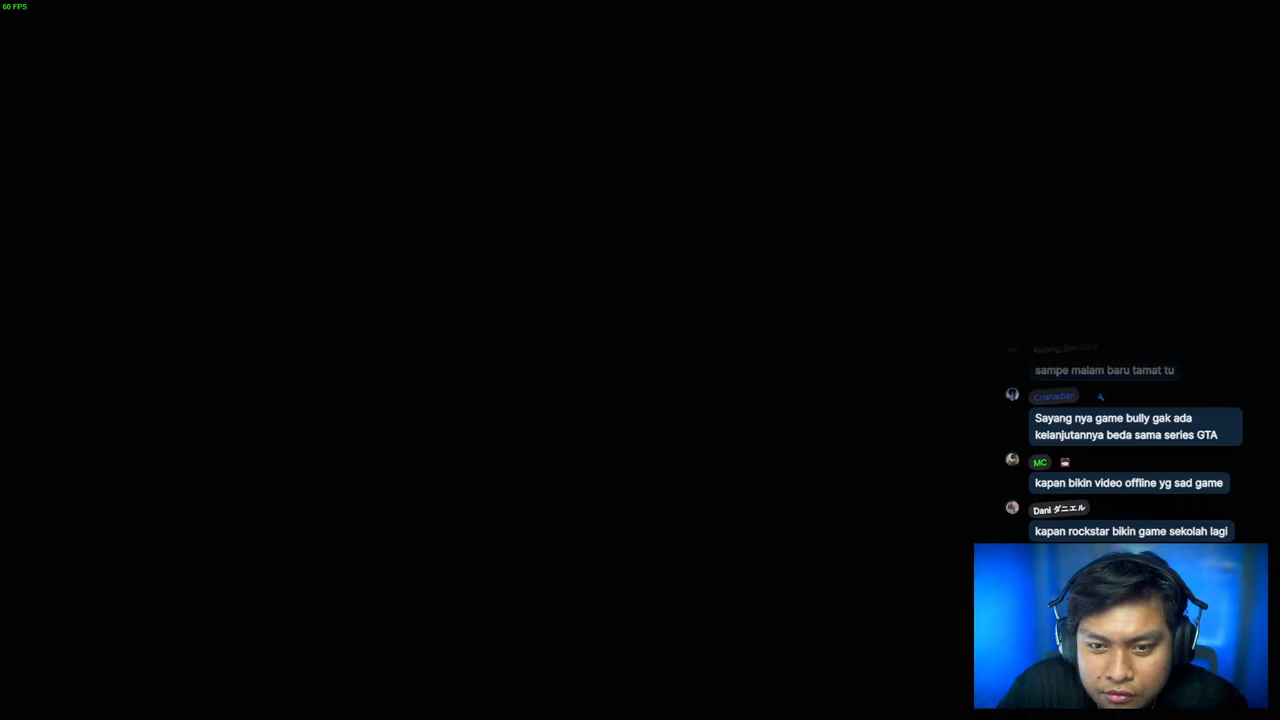 60 FPS
sampe malam baru tamat tu
Crianadian
Sayang nya game bully gak ada
kelanjutannya beda sama series GTA
MC
kapan bikin video offline yg sad game
Dani ダニエル
kapan rockstar bikin game sekolah lagi